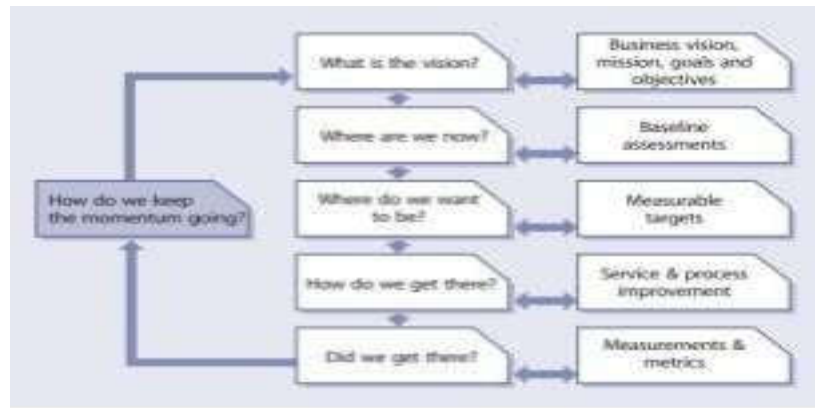 What is the vision?
Business vision,
mission, goals and
objectives
Where are we now?
Baseline
assessments
How do we keep
the momentum going?
Where do we want
to be?
Measurable
targets
How do we get there?
Service & process
improvement
Did we get there?
Measurements &
metrics